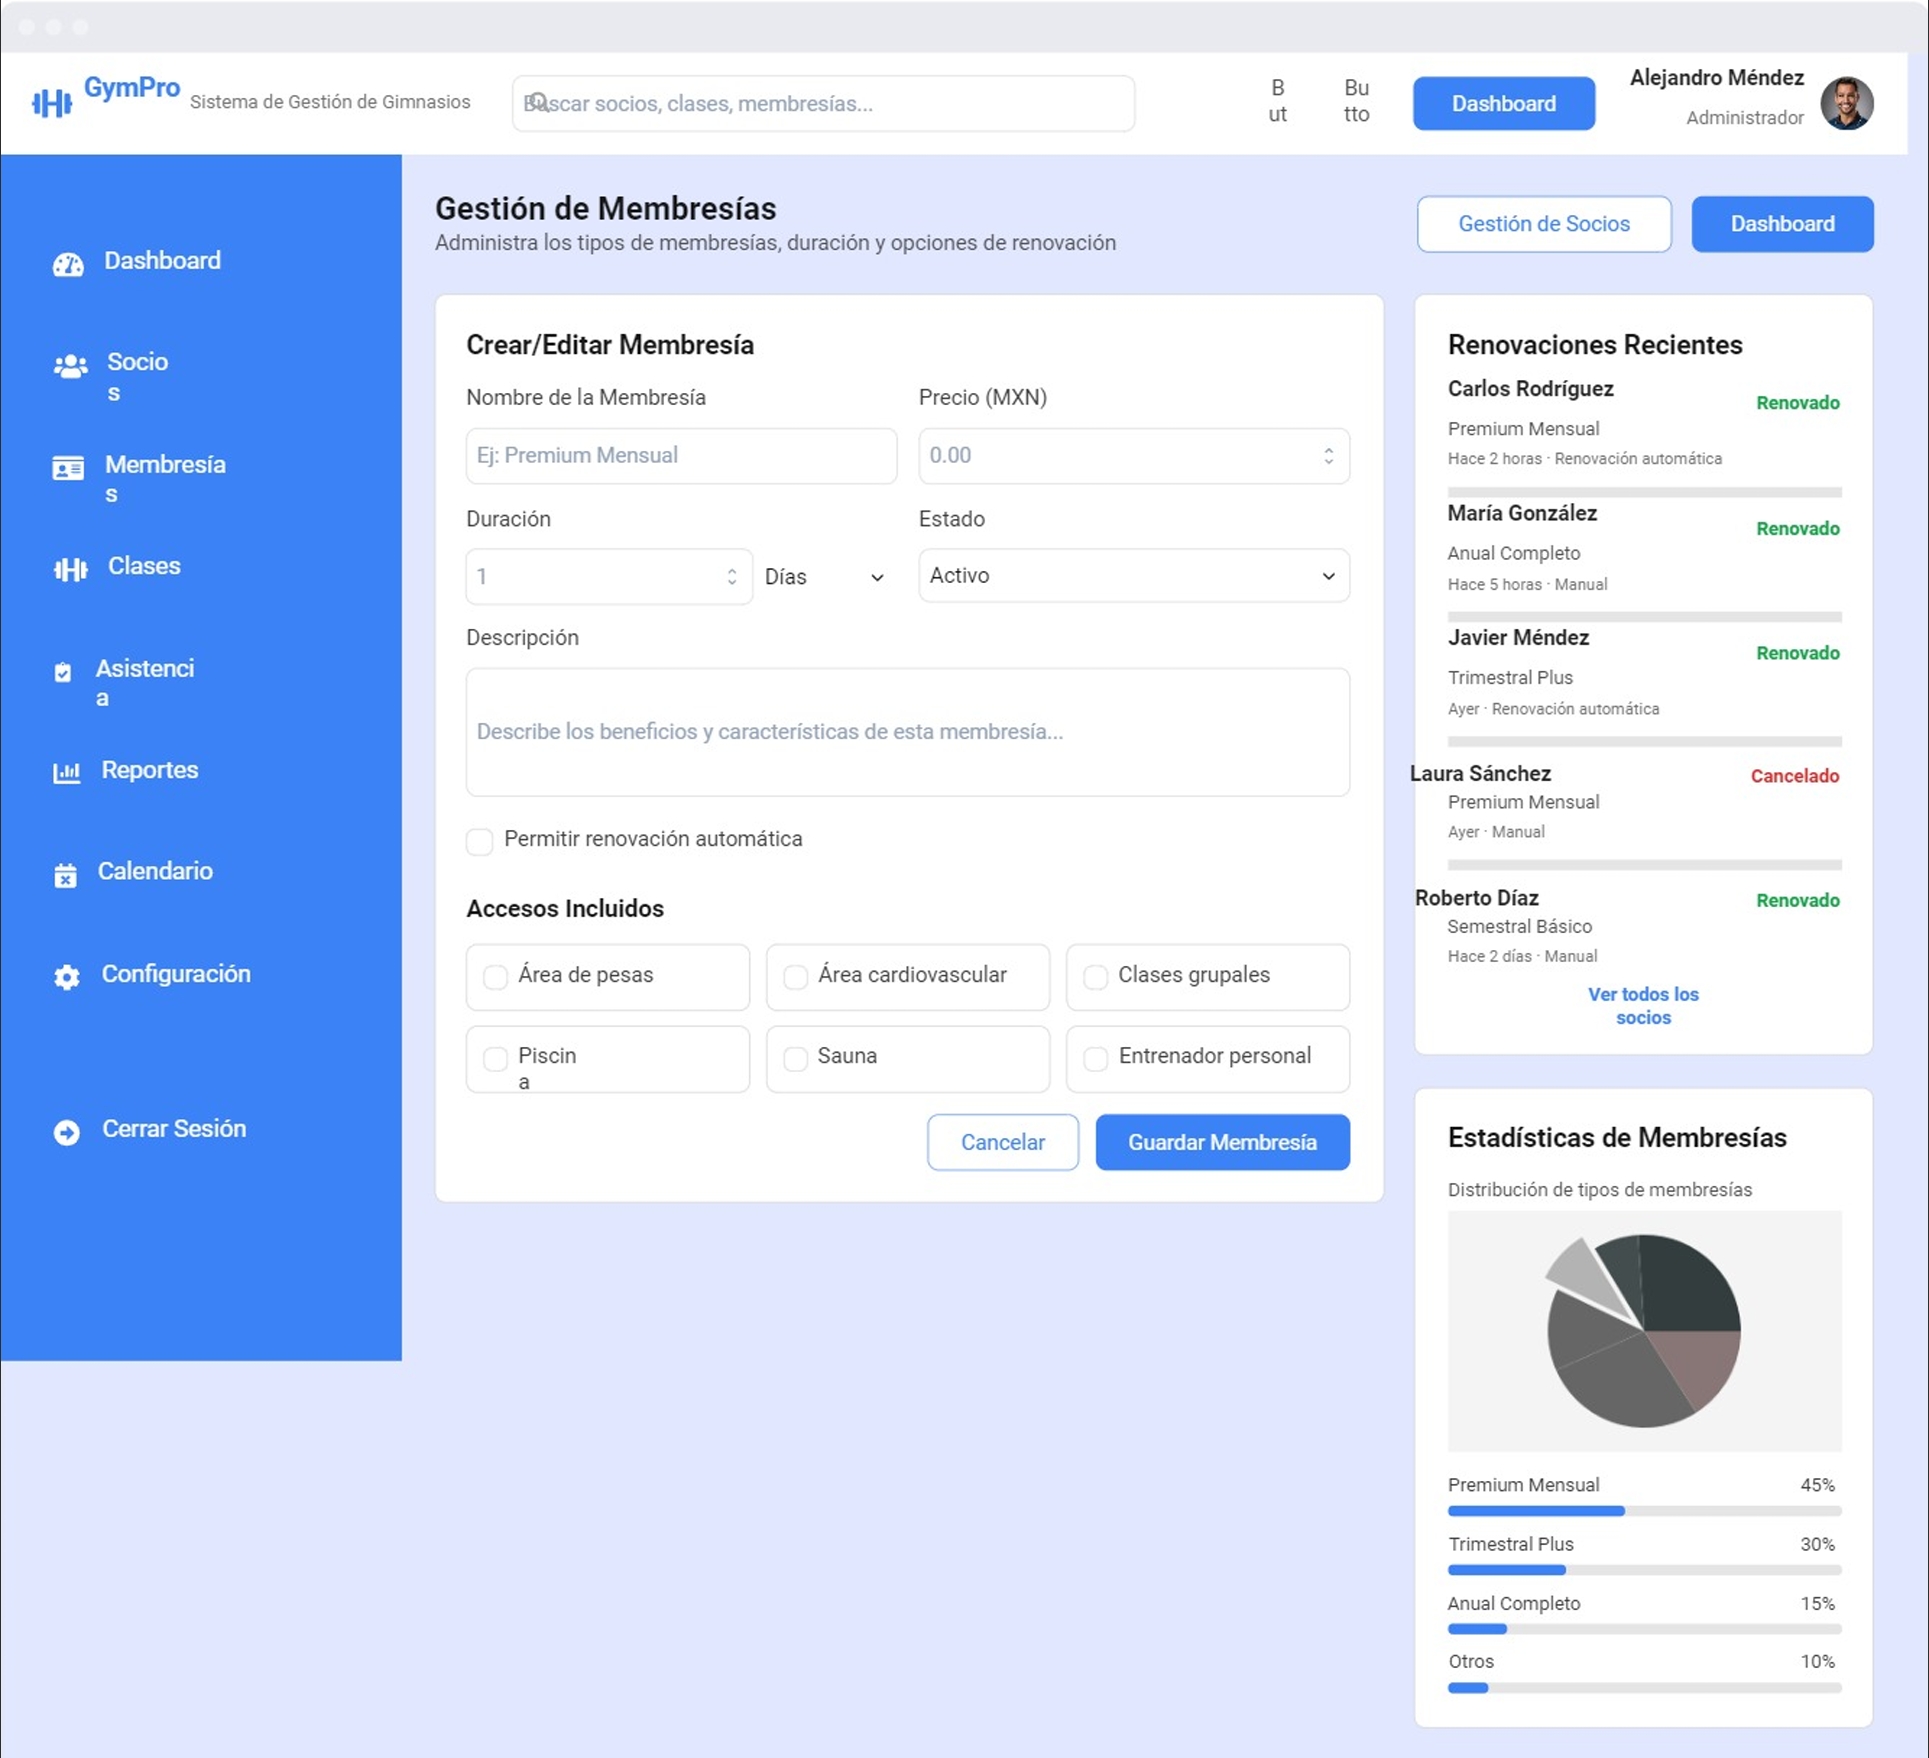 GymPro
Sistema de Gestión de Gimnasios
Buscar socios, clases, membresías...
B
ut
Bu
tto
Dashboard
Alejandro Méndez
Administrador
Dashboard
Socio
s
Membresía
s
Clases
Asistenci
a
Reportes
Calendario
Configuración
Cerrar Sesión
Gestión de Membresías
Administra los tipos de membresías, duración y opciones de renovación
Gestión de Socios
Dashboard
Crear/Editar Membresía
Nombre de la Membresía
Precio (MXN)
Ej: Premium Mensual
0.00
Duración
Estado
1
Días
Activo
Descripción
Describe los beneficios y características de esta membresía...
Permitir renovación automática
Accesos Incluidos
Área de pesas
Área cardiovascular
Clases grupales
Piscin
a
Sauna
Entrenador personal
Cancelar
Guardar Membresía
Renovaciones Recientes
Carlos Rodríguez
Renovado
Premium Mensual
Hace 2 horas · Renovación automática
María González
Renovado
Anual Completo
Hace 5 horas · Manual
Javier Méndez
Renovado
Trimestral Plus
Ayer · Renovación automática
Laura Sánchez
Cancelado
Premium Mensual
Ayer · Manual
Roberto Díaz
Renovado
Semestral Básico
Hace 2 días · Manual
Ver todos los
socios
Estadísticas de Membresías
Distribución de tipos de membresías
Premium Mensual
45%
Trimestral Plus
30%
Anual Completo
15%
Otros
10%